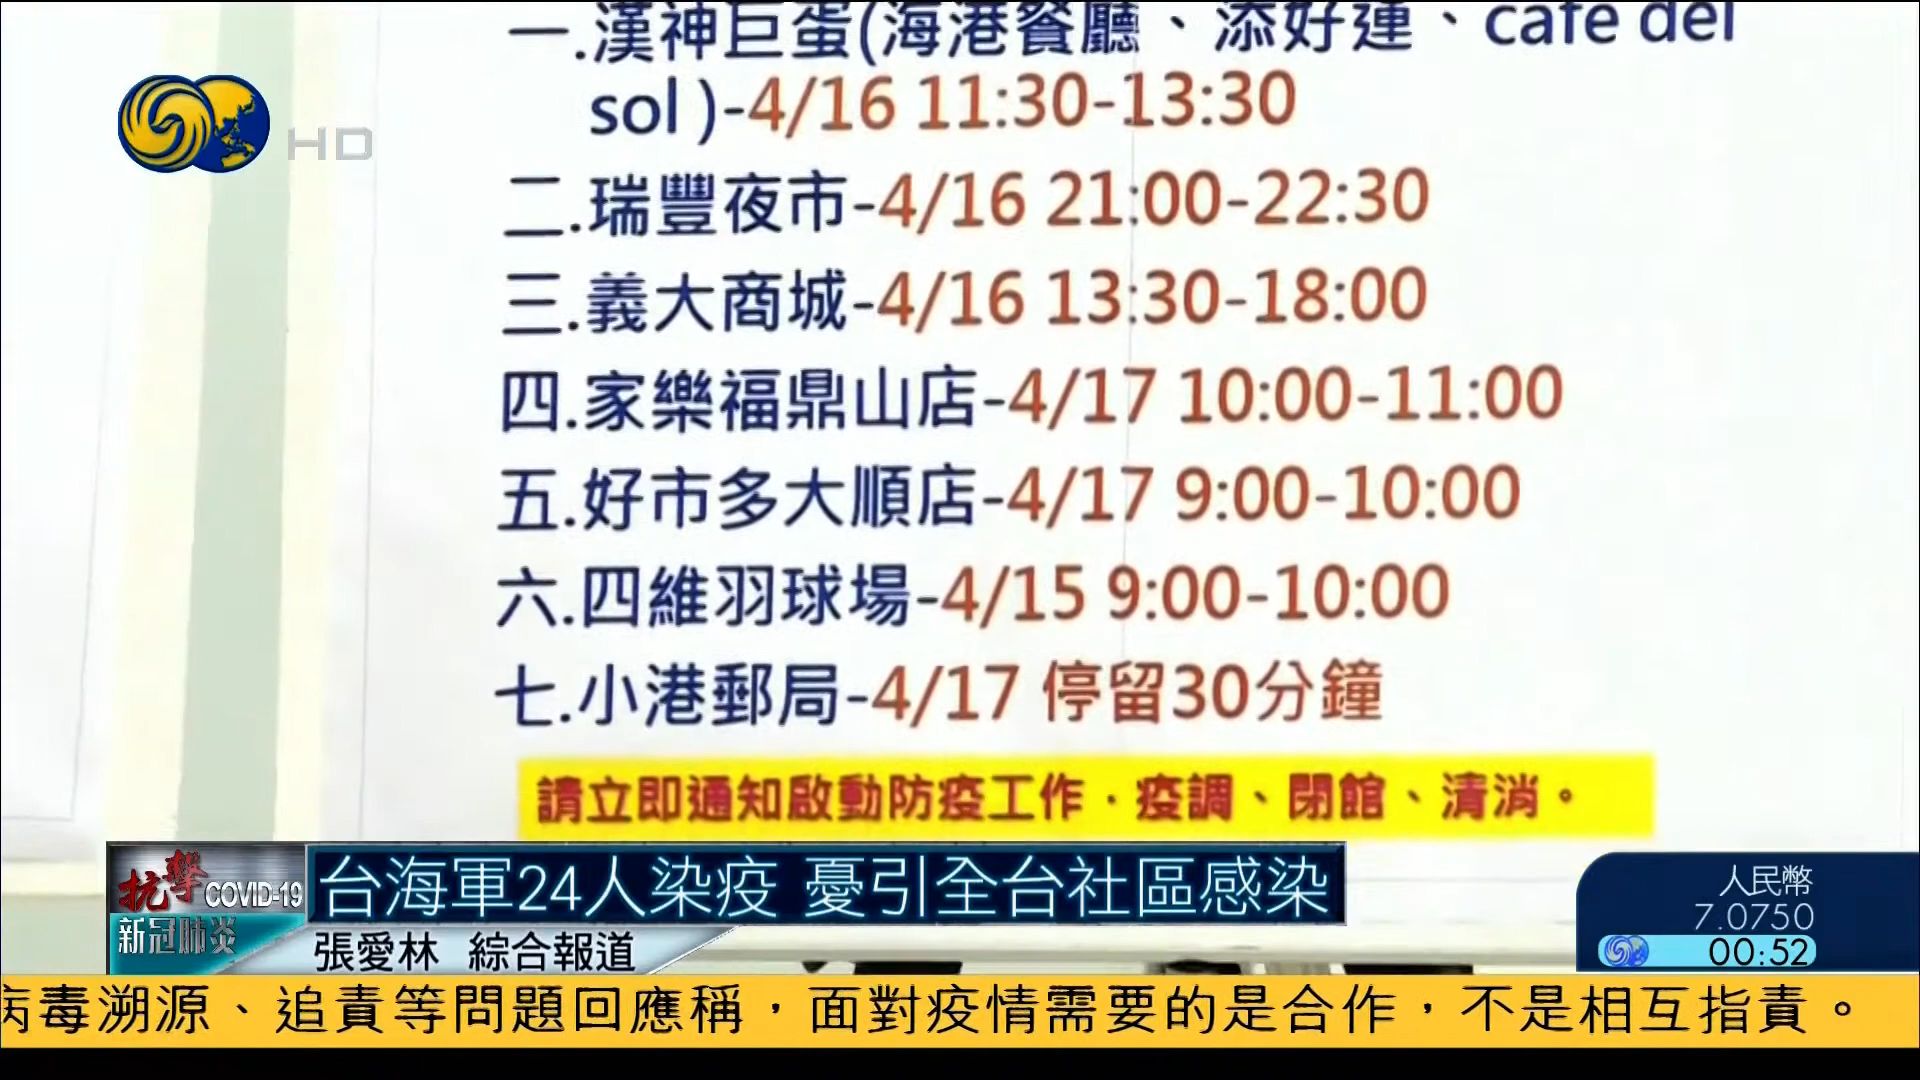 一.漢神巨蛋(海港餐廳、添好運、cafe del
sol )-4/16 11:30-13:30
HD
二.瑞豐夜市-4/16 21:00-22:30
三.義大商城-4/16 13:30-18:00
四.家樂福鼎山店-4/17 10:00-11:00
五.好市多大順店-4/17 9:00-10:00
六.四維羽球場-4/15 9:00-10:00
七.小港郵局-4/17 停留30分鐘
請立即通知啟動防疫工作．疫調、閉館、清消。
抗擊 COVID-19
新冠肺炎
台海軍24人染疫 憂引全台社區感染
張愛林 綜合報道
人民幣
7.0750
00:52
病毒溯源、追責等問題回應稱，面對疫情需要的是合作，不是相互指責。